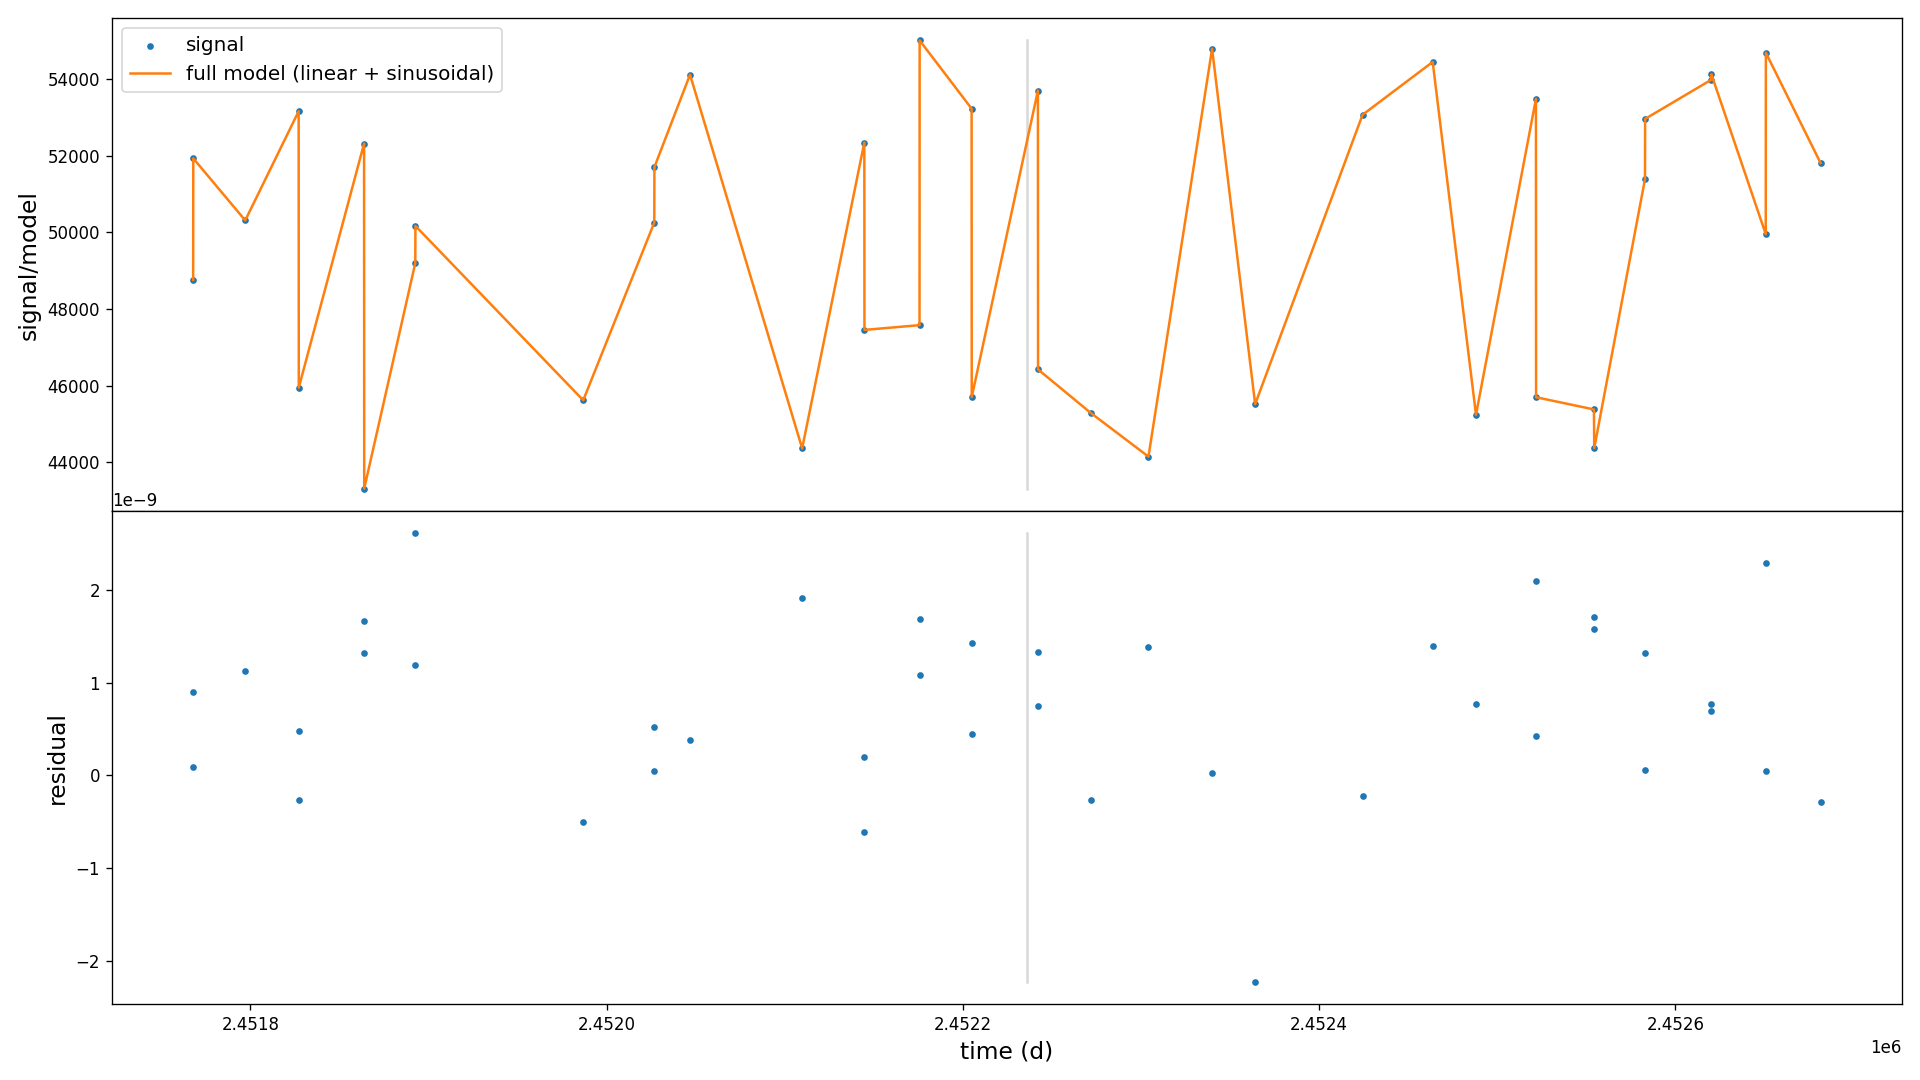 signal
full model (linear + sinusoidal)
54000
52000
50000
48000
46000
44000
signal/model
1e−9
2
1
0
−1
−2
residual
2.4518
2.4520
2.4522
2.4524
2.4526
1e6
time (d)